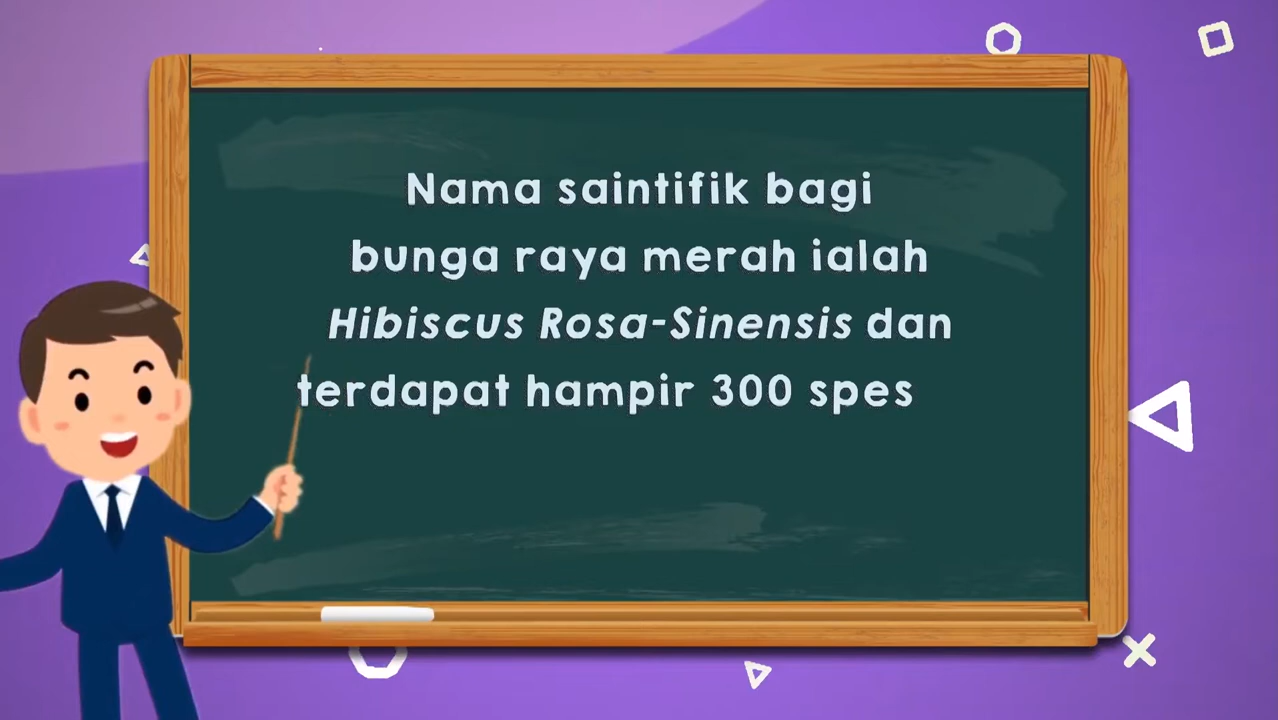 Nama saintifik bagi
bunga raya merah ialah
Hibiscus Rosa-Sinensis dan
terdapat hampir 300 spes